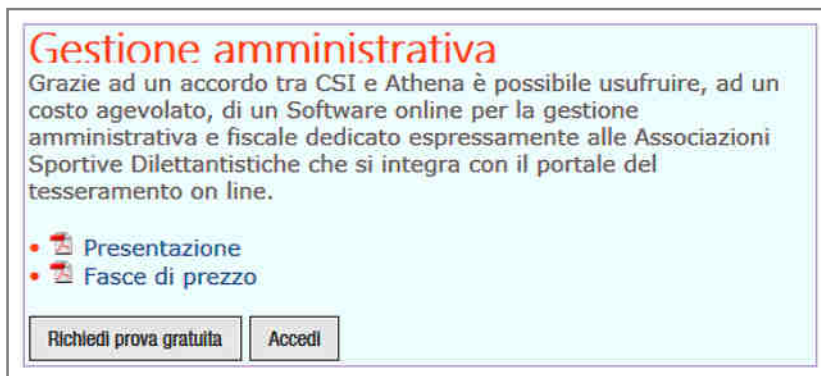 Gestione amministrativa
Grazie ad un accordo tra CSI e Athena è possibile usufruire, ad un
costo agevolato, di un Software online per la gestione
amministrativa e fiscale dedicato espressamente alle Associazioni
Sportive Dilettantistiche che si integra con il portale del
tesseramento on line.
• Presentazione
• Fasce di prezzo
Richiedi prova gratuita Accedi